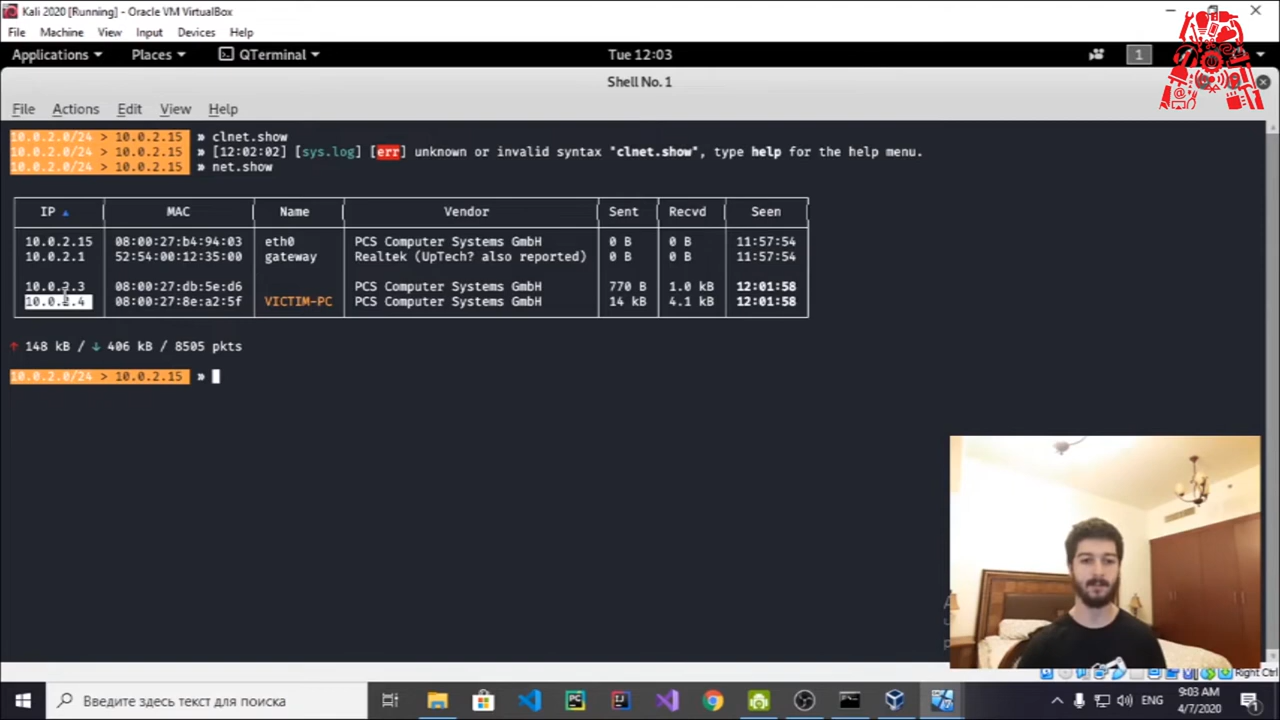 Kali 2020 [Running] - Oracle VM VirtualBox
File Machine View Input Devices Help
Applications Places QTerminal Tue 12:03 1
Shell No. 1
File Actions Edit View Help
10.0.2.0/24 > 10.0.2.15 » clnet.show
10.0.2.0/24 > 10.0.2.15 » [12:02:02] [sys.log] [err] unknown or invalid syntax "clnet.show", type help for the help menu.
10.0.2.0/24 > 10.0.2.15 » net.show
IP ▲ MAC Name Vendor Sent Recvd Seen
10.0.2.15 08:00:27:b4:94:03 eth0 PCS Computer Systems GmbH 0 B 0 B 11:57:54
10.0.2.1 52:54:00:12:35:00 gateway Realtek (UpTech? also reported) 0 B 0 B 11:57:54
10.0.2.3 08:00:27:db:5e:d6 PCS Computer Systems GmbH 770 B 1.0 kB 12:01:58
10.0.2.4 08:00:27:8e:a2:5f VICTIM-PC PCS Computer Systems GmbH 14 kB 4.1 kB 12:01:58
↑ 148 kB / ↓ 406 kB / 8505 pkts
10.0.2.0/24 > 10.0.2.15 »
Right Ctrl
Введите здесь текст для поиска
PC
ENG
9:03 AM
4/7/2020
1